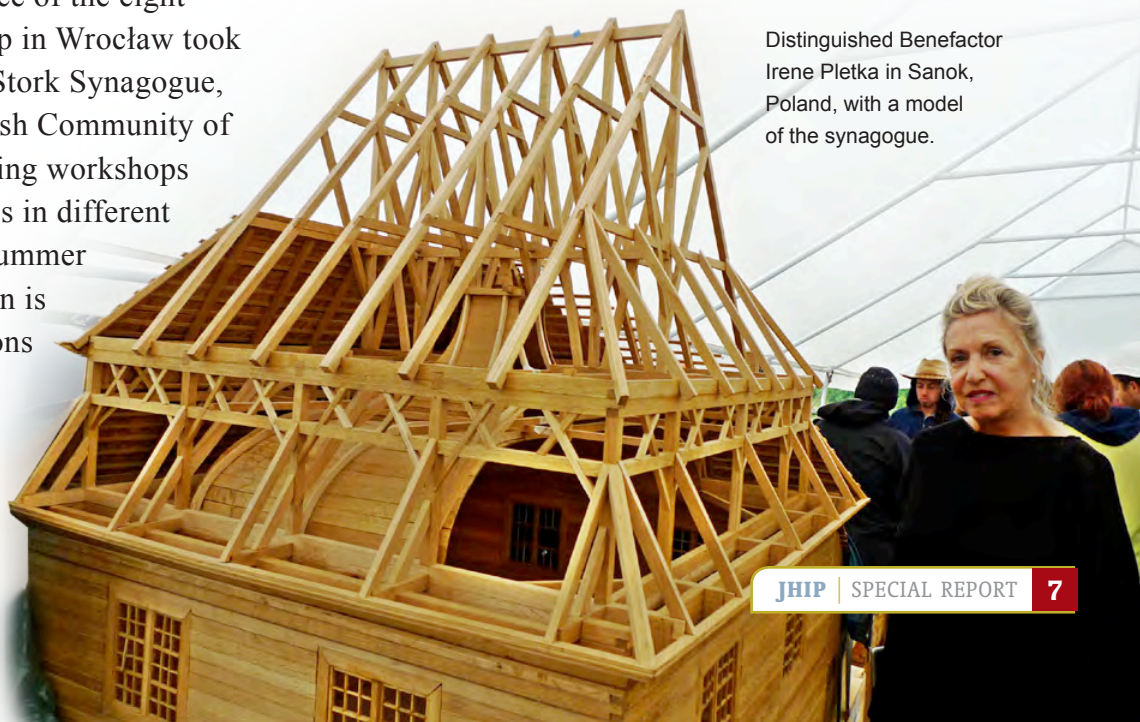 ce of the eight
p in Wrocław took
Stork Synagogue,
sh Community of
ing workshops
s in different
ummer
n is
ons
Distinguished Benefactor
Irene Pletka in Sanok,
Poland, with a model
of the synagogue.
JHIP | SPECIAL REPORT 7